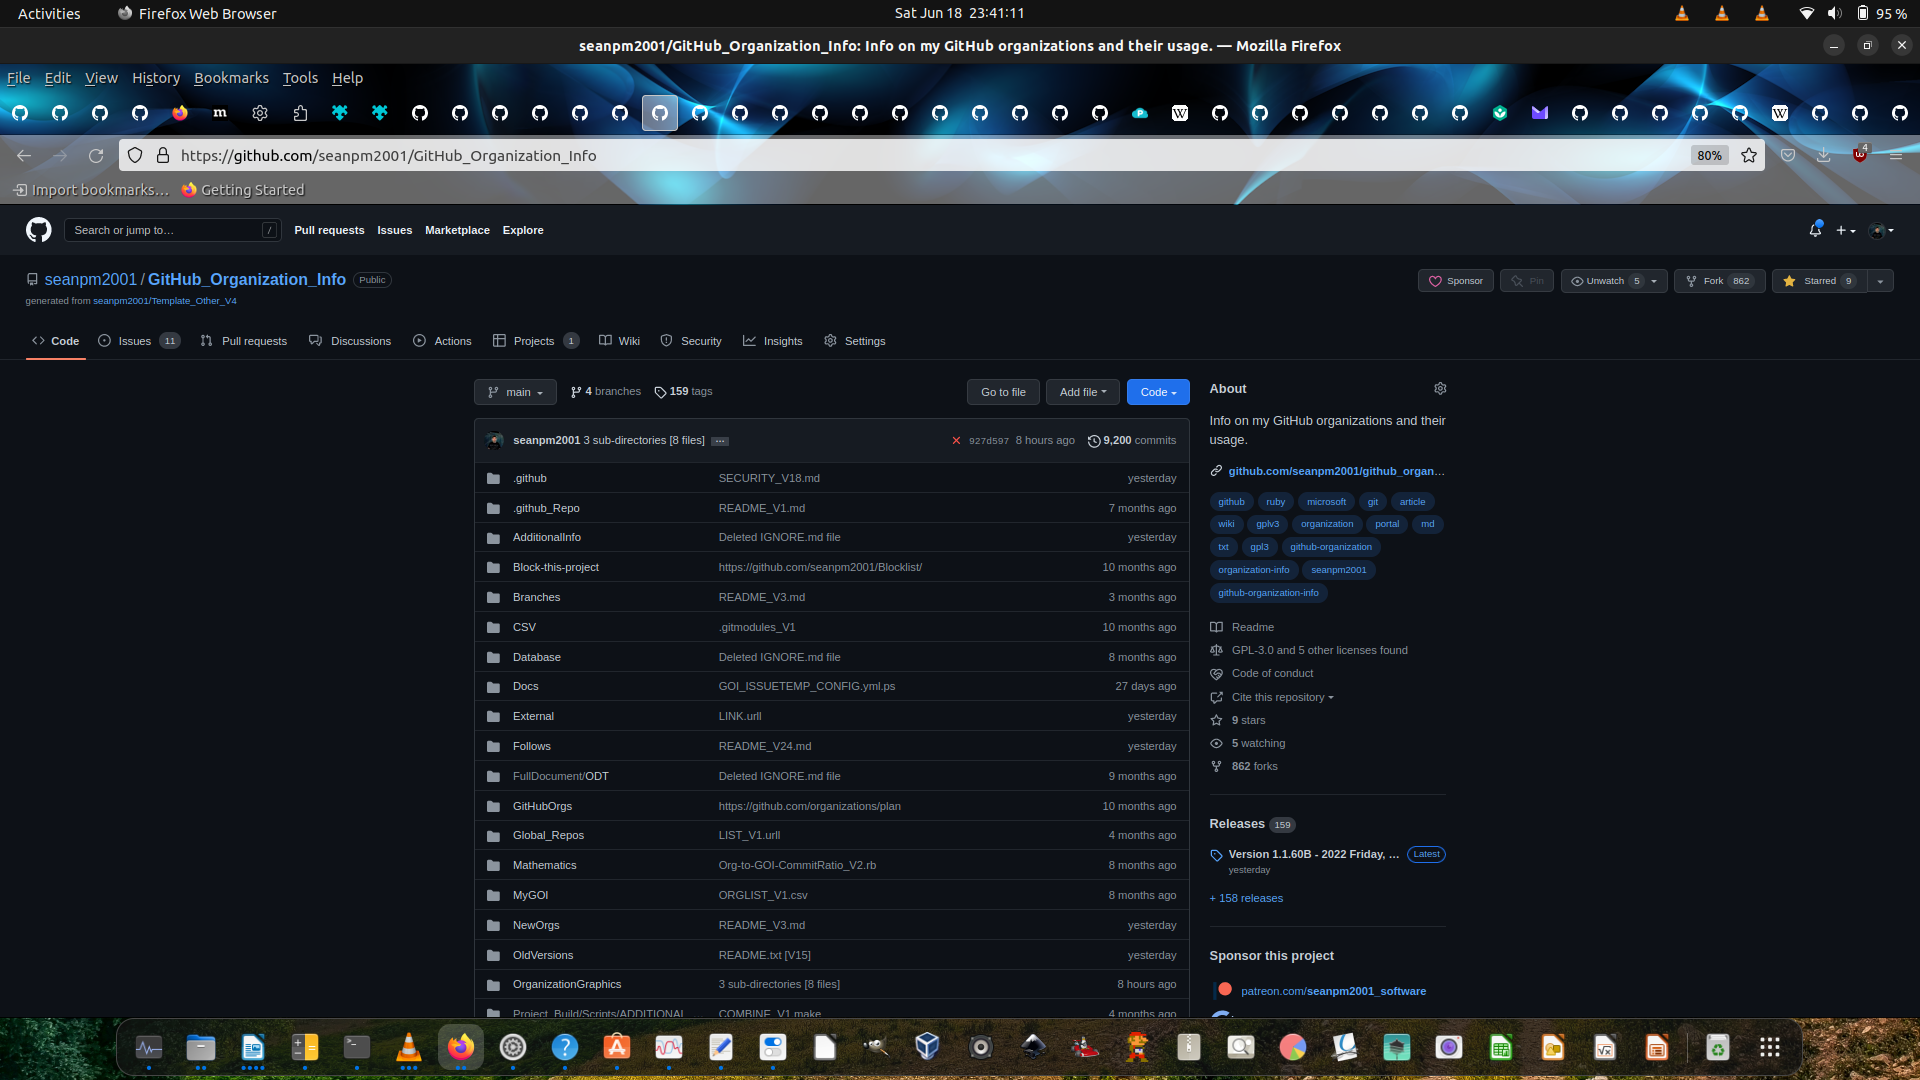 Activities Firefox Web Browser Sat Jun 18 23:41:11 95 %
seanpm2001/GitHub_Organization_Info: Info on my GitHub organizations and their usage. — Mozilla Firefox
File Edit View History Bookmarks Tools Help
https://github.com/seanpm2001/GitHub_Organization_Info 80% 4
Import bookmarks… Getting Started
Search or jump to… / Pull requests Issues Marketplace Explore
seanpm2001 / GitHub_Organization_Info Public Sponsor Pin Unwatch 5 Fork 862 Starred 9
generated from seanpm2001/Template_Other_V4
Code Issues 11 Pull requests Discussions Actions Projects 1 Wiki Security Insights Settings
main 4 branches 159 tags Go to file Add file Code
seanpm2001 3 sub-directories [8 files] … 927d597 8 hours ago 9,200 commits
.github SECURITY_V18.md yesterday
.github_Repo README_V1.md 7 months ago
AdditionalInfo Deleted IGNORE.md file yesterday
Block-this-project https://github.com/seanpm2001/Blocklist/ 10 months ago
Branches README_V3.md 3 months ago
CSV .gitmodules_V1 10 months ago
Database Deleted IGNORE.md file 8 months ago
Docs GOI_ISSUETEMP_CONFIG.yml.ps 27 days ago
External LINK.urll yesterday
Follows README_V24.md yesterday
FullDocument/ODT Deleted IGNORE.md file 9 months ago
GitHubOrgs https://github.com/organizations/plan 10 months ago
Global_Repos LIST_V1.urll 4 months ago
Mathematics Org-to-GOI-CommitRatio_V2.rb 8 months ago
MyGOI ORGLIST_V1.csv 8 months ago
NewOrgs README_V3.md yesterday
OldVersions README.txt [V15] yesterday
OrganizationGraphics 3 sub-directories [8 files] 8 hours ago
Project_Build/Scripts/ADDITIONAL_… COMBINE_V1.make 4 months ago
About
Info on my GitHub organizations and their
usage.
github.com/seanpm2001/github_organ…
github ruby microsoft git article
wiki gplv3 organization portal md
txt gpl3 github-organization
organization-info seanpm2001
github-organization-info
Readme
GPL-3.0 and 5 other licenses found
Code of conduct
Cite this repository
9 stars
5 watching
862 forks
Releases 159
Version 1.1.60B - 2022 Friday, … Latest
yesterday
+ 158 releases
Sponsor this project
patreon.com/seanpm2001_software